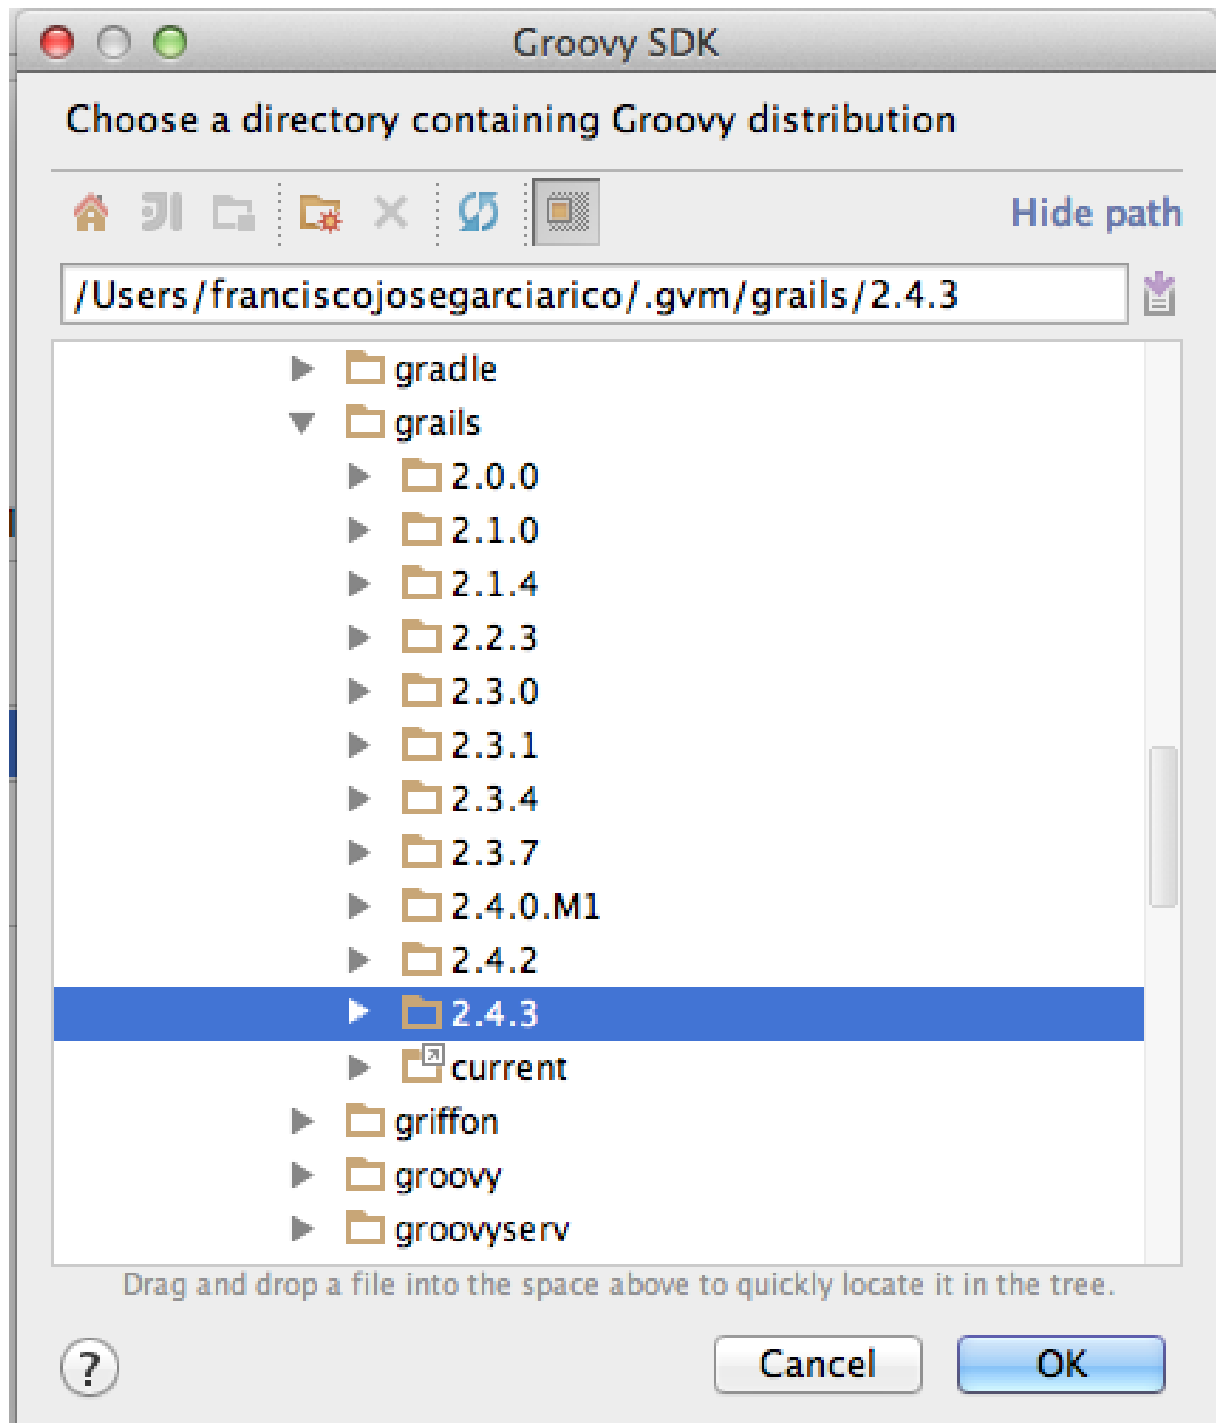 Groovy SDK
Choose a directory containing Groovy distribution
Hide path
/Users/franciscojosegarciarico/.gvm/grails/2.4.3
gradle
grails
2.0.0
2.1.0
2.1.4
2.2.3
2.3.0
2.3.1
2.3.4
2.3.7
2.4.0.M1
2.4.2
2.4.3
current
griffon
groovy
groovyserv
Drag and drop a file into the space above to quickly locate it in the tree.
?
Cancel
OK